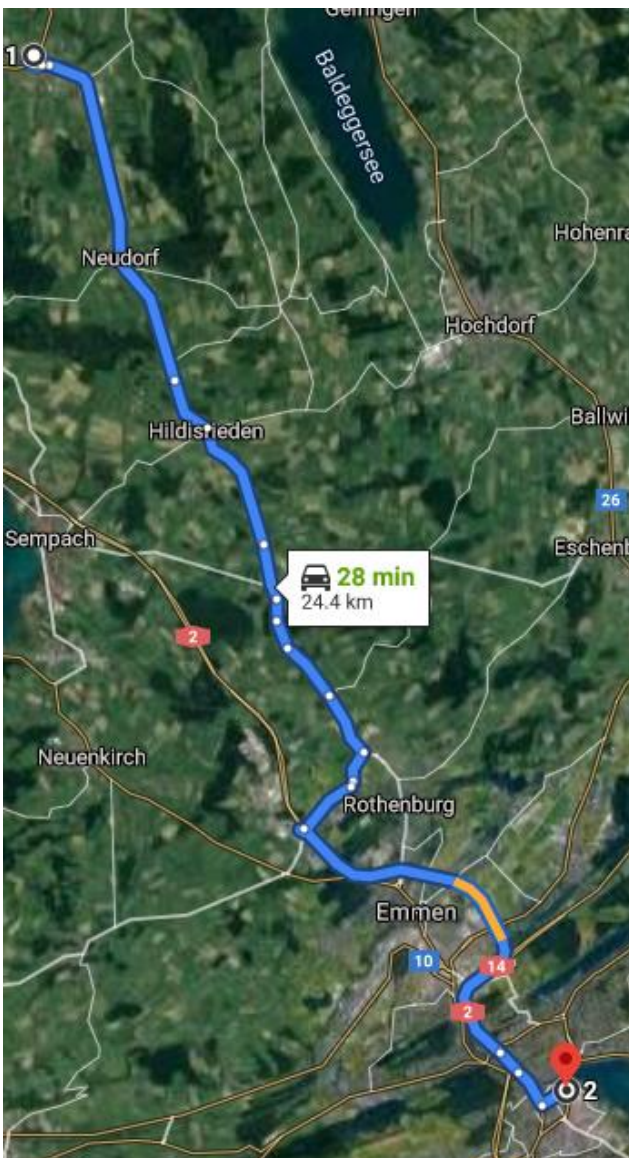 Gelfingen
1
Baldeggersee
Hohenra
Neudorf
Hochdorf
Ballwi
Hildisrieden
26
Sempach
Eschenb
28 min
24.4 km
2
Neuenkirch
Rothenburg
Emmen
10
14
2
2